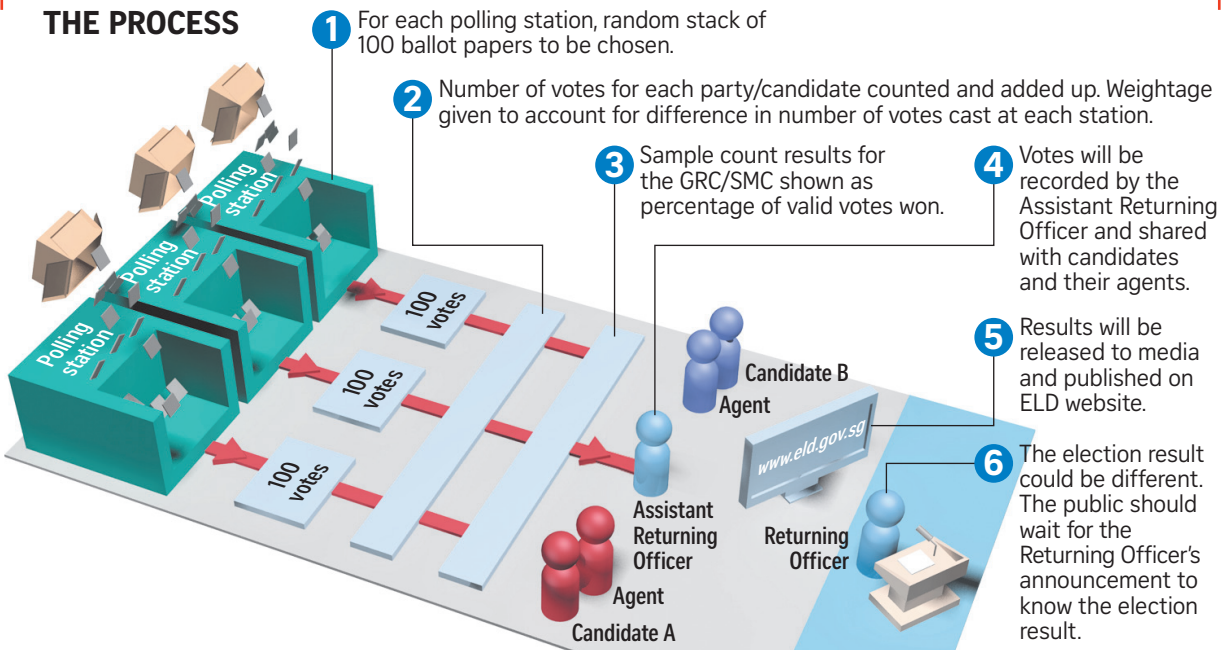 THE PROCESS
1 For each polling station, random stack of
100 ballot papers to be chosen.
2 Number of votes for each party/candidate counted and added up. Weightage
given to account for difference in number of votes cast at each station.
3 Sample count results for
the GRC/SMC shown as
percentage of valid votes won.
4 Votes will be
recorded by the
Assistant Returning
Officer and shared
with candidates
and their agents.
5 Results will be
released to media
and published on
ELD website.
6 The election result
could be different.
The public should
wait for the
Returning Officer's
announcement to
know the election
result.
Polling
station
Polling
station
Polling
station
100
votes
100
votes
100
votes
Candidate B
Agent
www.eld.gov.sg
Assistant
Returning
Officer
Returning
Officer
Agent
Candidate A